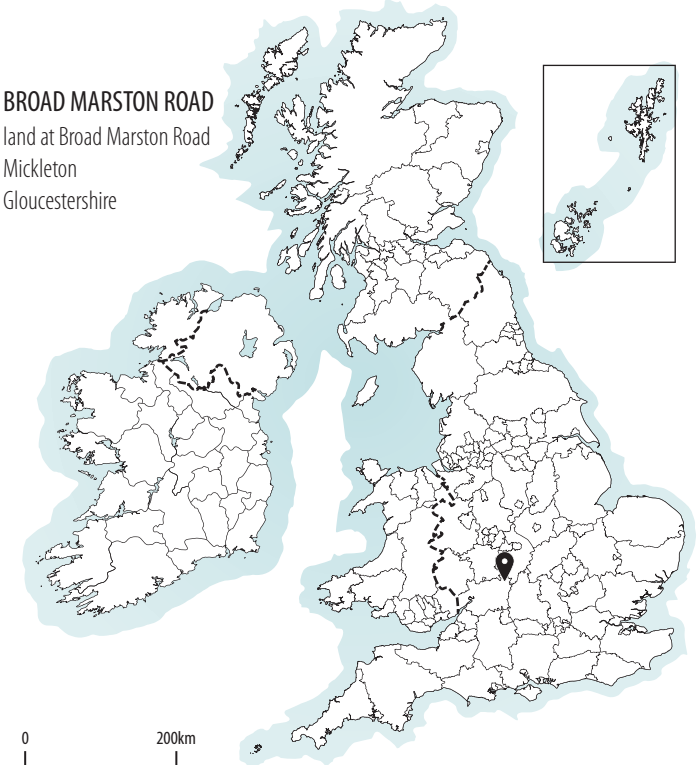 BROAD MARSTON ROAD
land at Broad Marston Road
Mickleton
Gloucestershire
0
200km